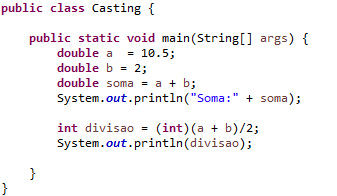 public class Casting {
public static void main(String[] args) {
double a  = 10.5;
double b = 2;
double soma = a + b;
System.out.println("Soma:" + soma);
int divisao = (int)(a + b)/2;
System.out.println(divisao);
}
}